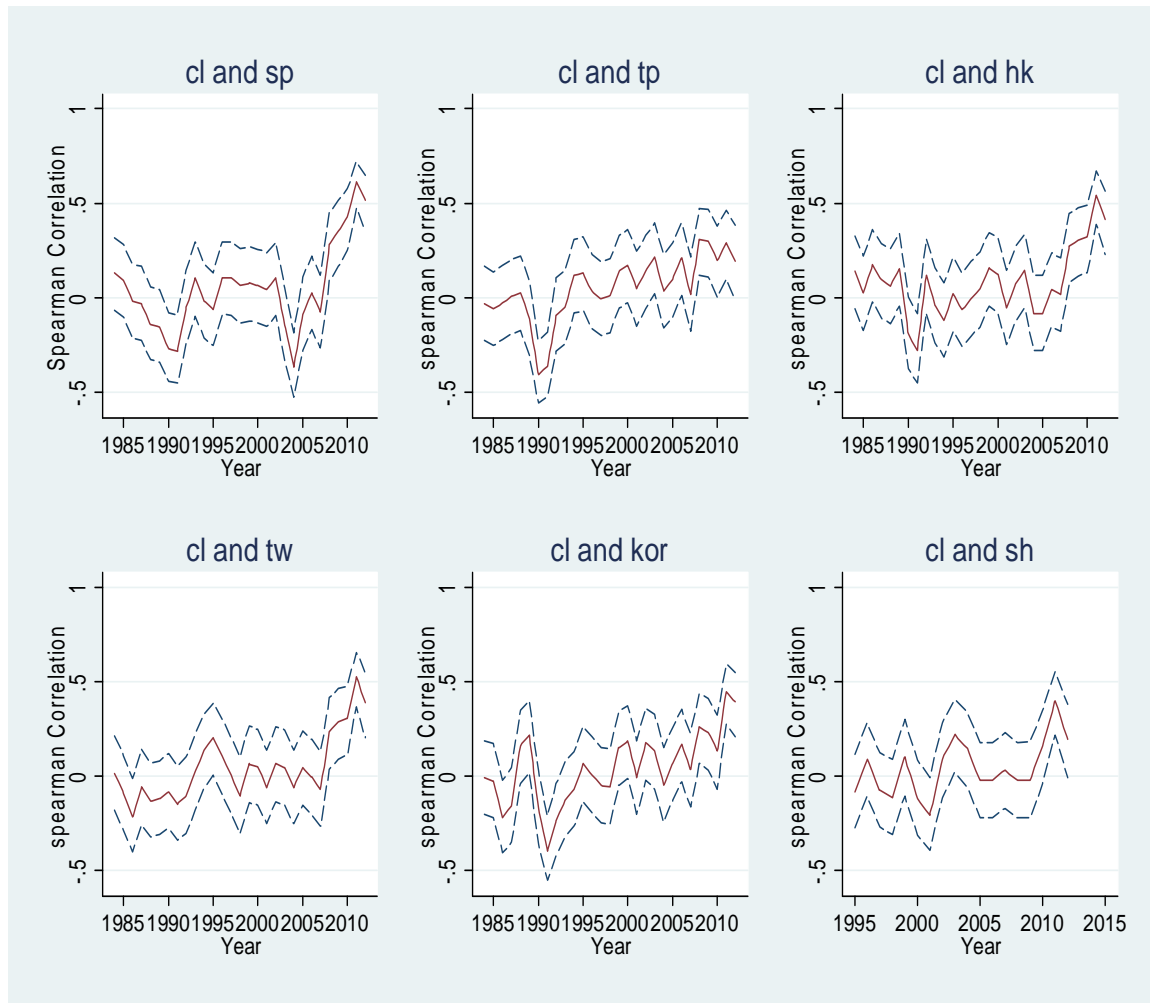 cl and sp
Spearman Correlation
1
.5
0
-.5
1985 1990 1995 2000 2005 2010
Year
cl and tp
spearman Correlation
1
.5
0
-.5
1985 1990 1995 2000 2005 2010
Year
cl and hk
spearman Correlation
1
.5
0
-.5
1985 1990 1995 2000 2005 2010
Year
cl and tw
spearman Correlation
1
.5
0
-.5
1985 1990 1995 2000 2005 2010
Year
cl and kor
spearman Correlation
1
.5
0
-.5
1985 1990 1995 2000 2005 2010
Year
cl and sh
spearman Correlation
1
.5
0
-.5
1995 2000 2005 2010 2015
Year